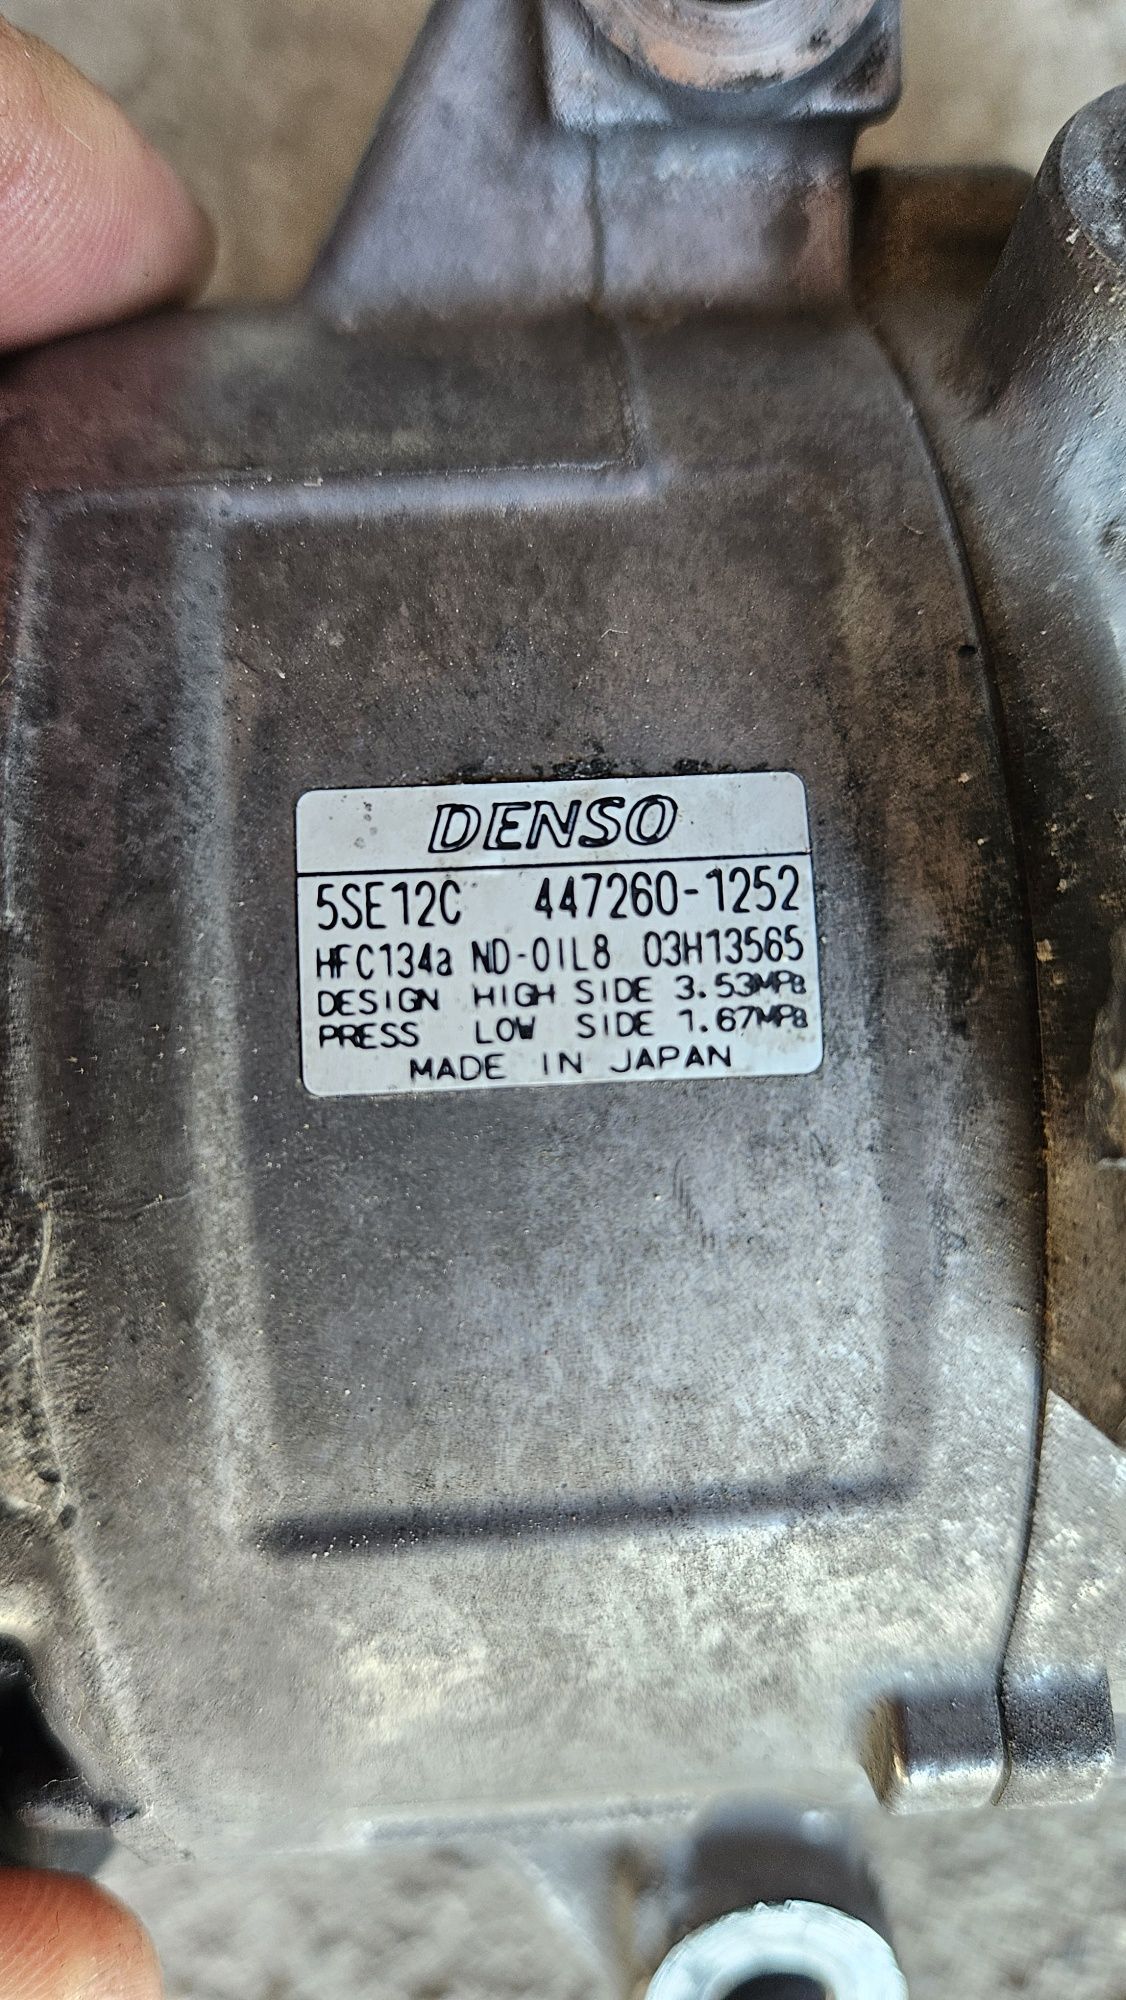 DENSO
5SE12C 447260-1252
HFC134a ND-OIL8 03H13565
DESIGN HIGH SIDE 3.53MPa
PRESS LOW SIDE 1.67MPa
MADE IN JAPAN